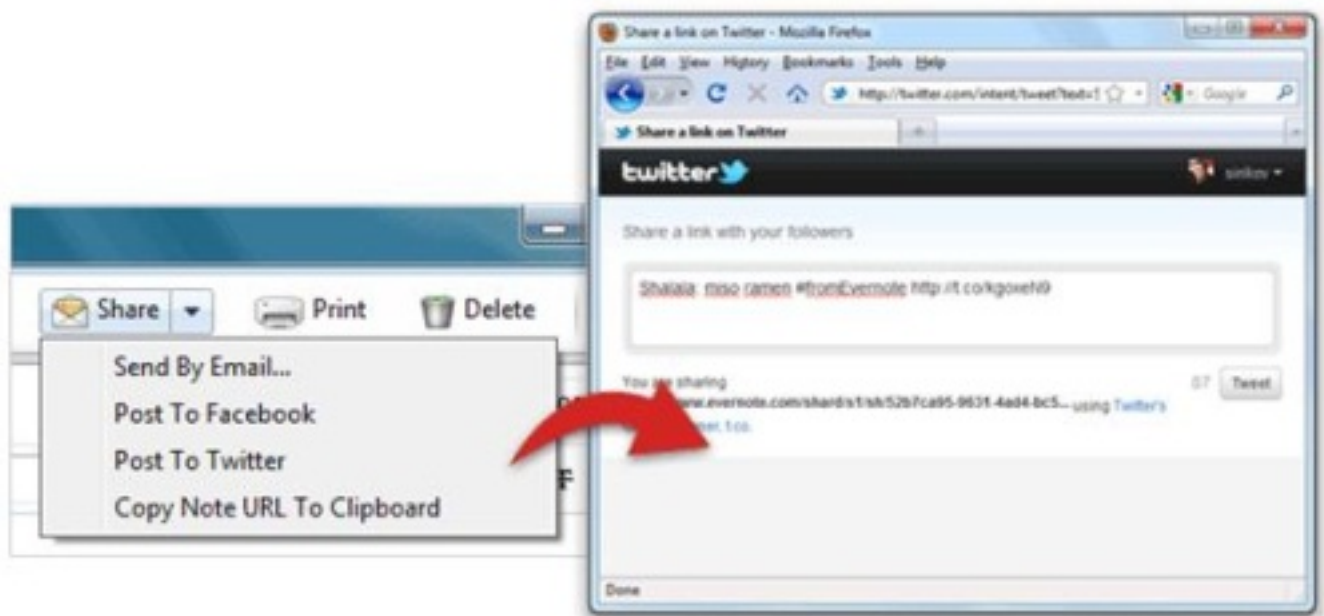 Share
Print
Delete
Send By Email...
Post To Facebook
Post To Twitter
Copy Note URL To Clipboard
Share a link on Twitter - Mozilla Firefox
File Edit View History Bookmarks Tools Help
http://twitter.com/intent/tweet?text=
Google
Share a link on Twitter
twitter
sinkov
Share a link with your followers
Shalala: miso ramen #fromEvernote http://t.co/kgoxeN9
You are sharing
57 Tweet
using Twitter's
t.co.
Done